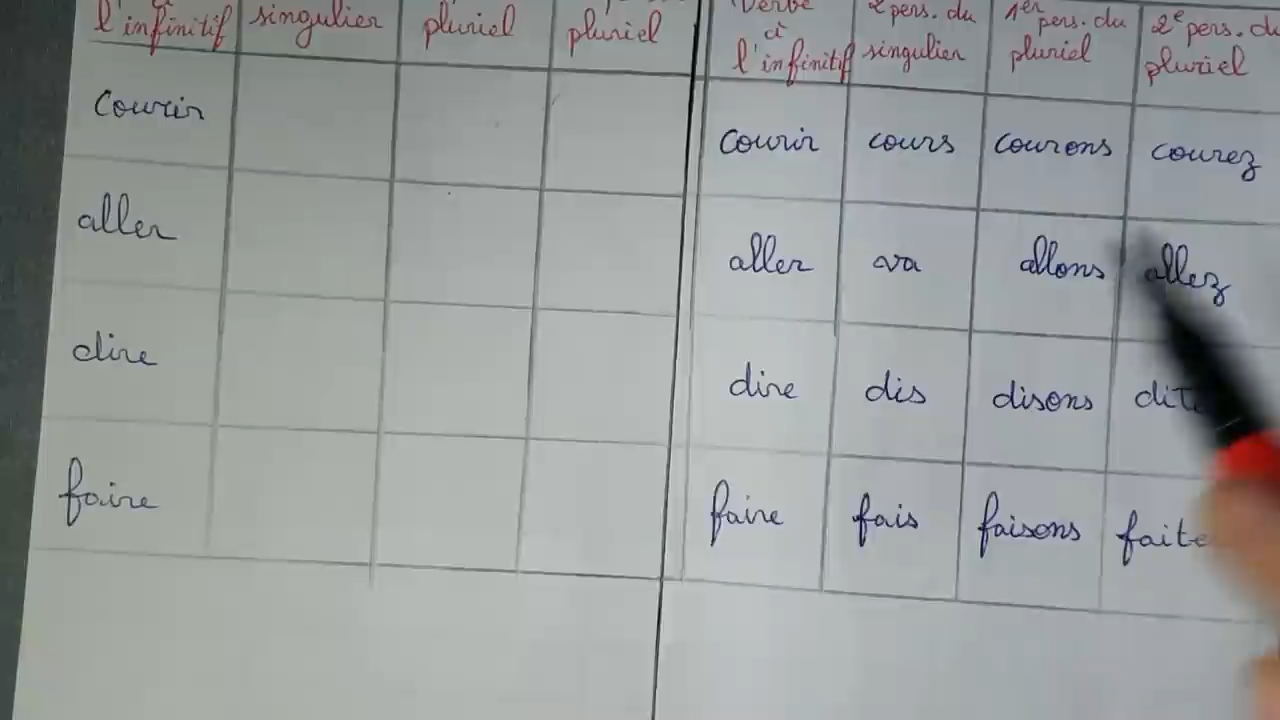 l'infinitif singulier pluriel pluriel
courir
aller
dire
faire
Verbe à l'infinitif
2e pers. du singulier
1er pers. du pluriel
2e pers. du pluriel
courir cours courons courez
aller va allons allez
dire dis disons
faire fais faisons